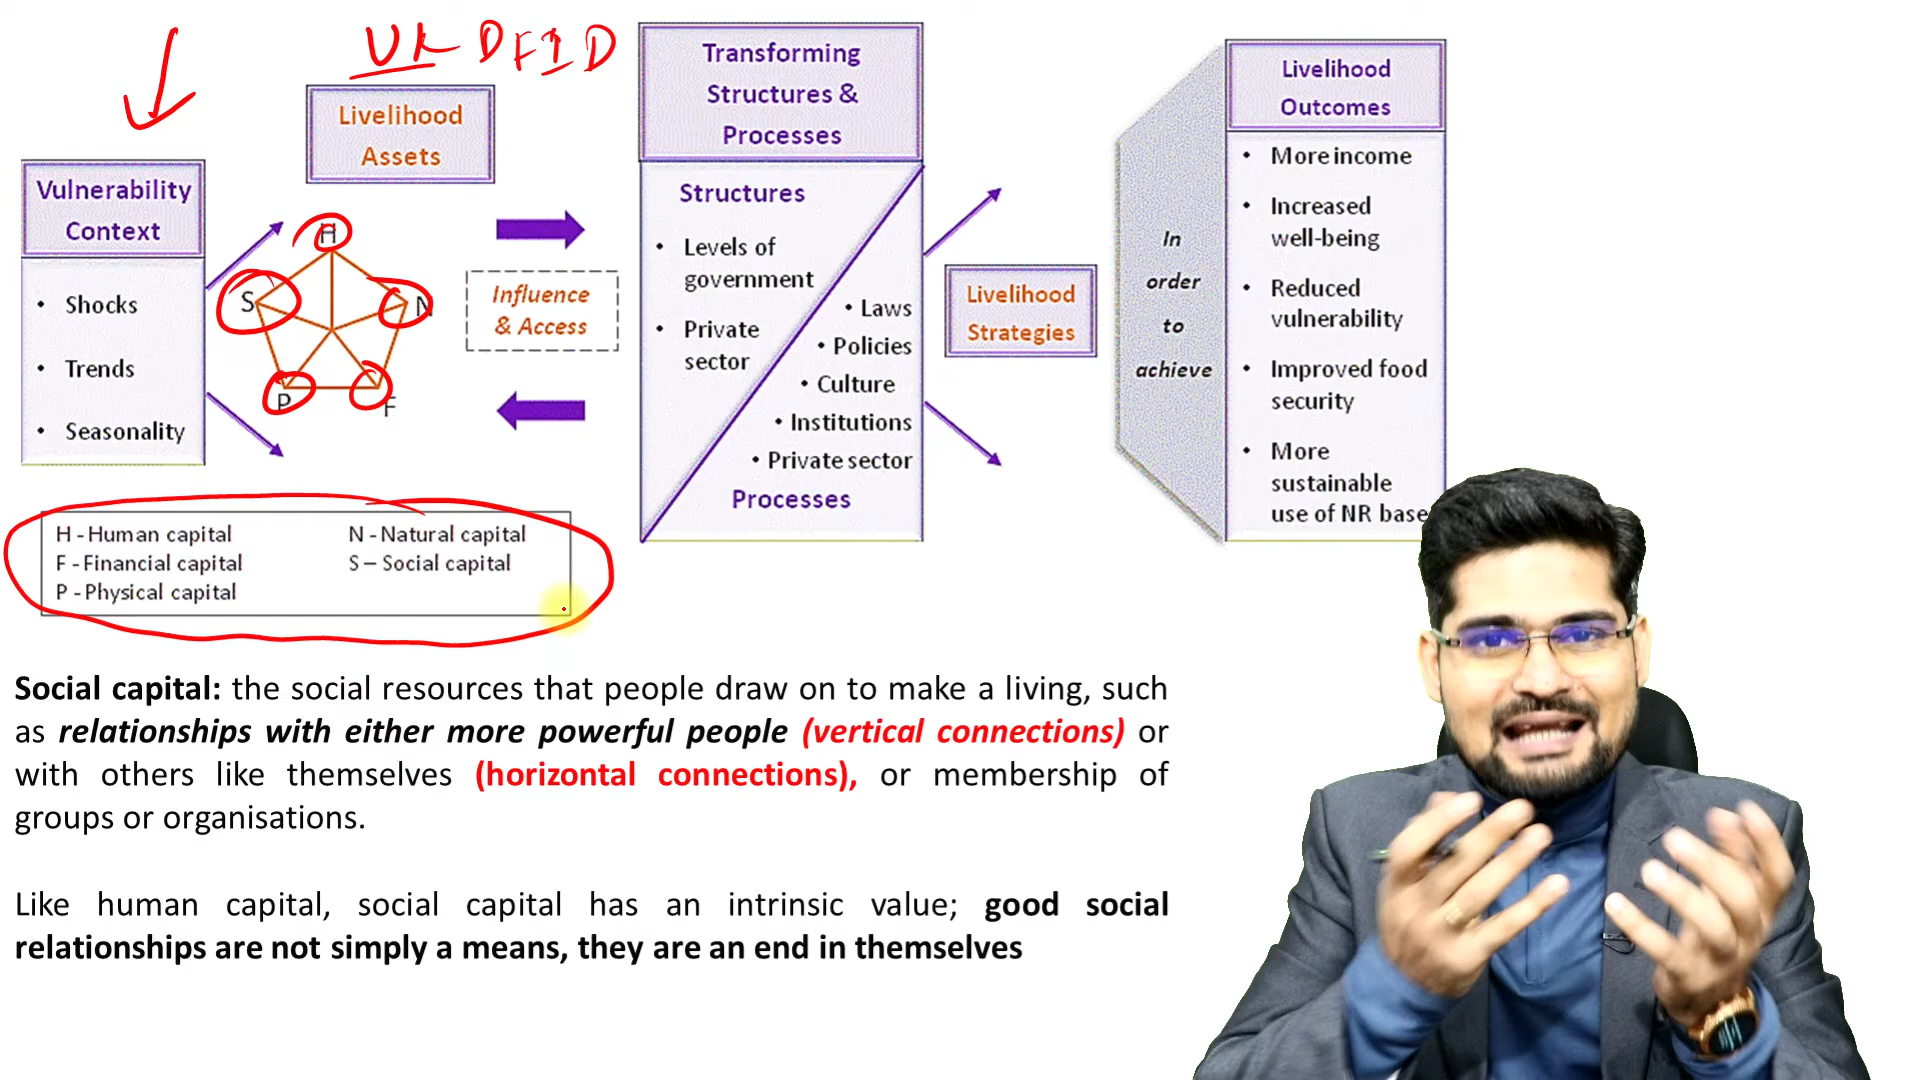 UK DFID
Livelihood
Assets
Vulnerability
Context
• Shocks
• Trends
• Seasonality
H
S
N
P
F
Influence
& Access
Transforming
Structures &
Processes
Structures
• Levels of
government
• Private
sector
• Laws
• Policies
• Culture
• Institutions
• Private sector
Processes
Livelihood
Strategies
In
order
to
achieve
Livelihood
Outcomes
• More income
• Increased
well-being
• Reduced
vulnerability
• Improved food
security
• More
sustainable
use of NR base
H - Human capital
N - Natural capital
F - Financial capital
S – Social capital
P - Physical capital
Social capital: the social resources that people draw on to make a living, such
as relationships with either more powerful people (vertical connections) or
with others like themselves (horizontal connections), or membership of
groups or organisations.
Like human capital, social capital has an intrinsic value; good social
relationships are not simply a means, they are an end in themselves